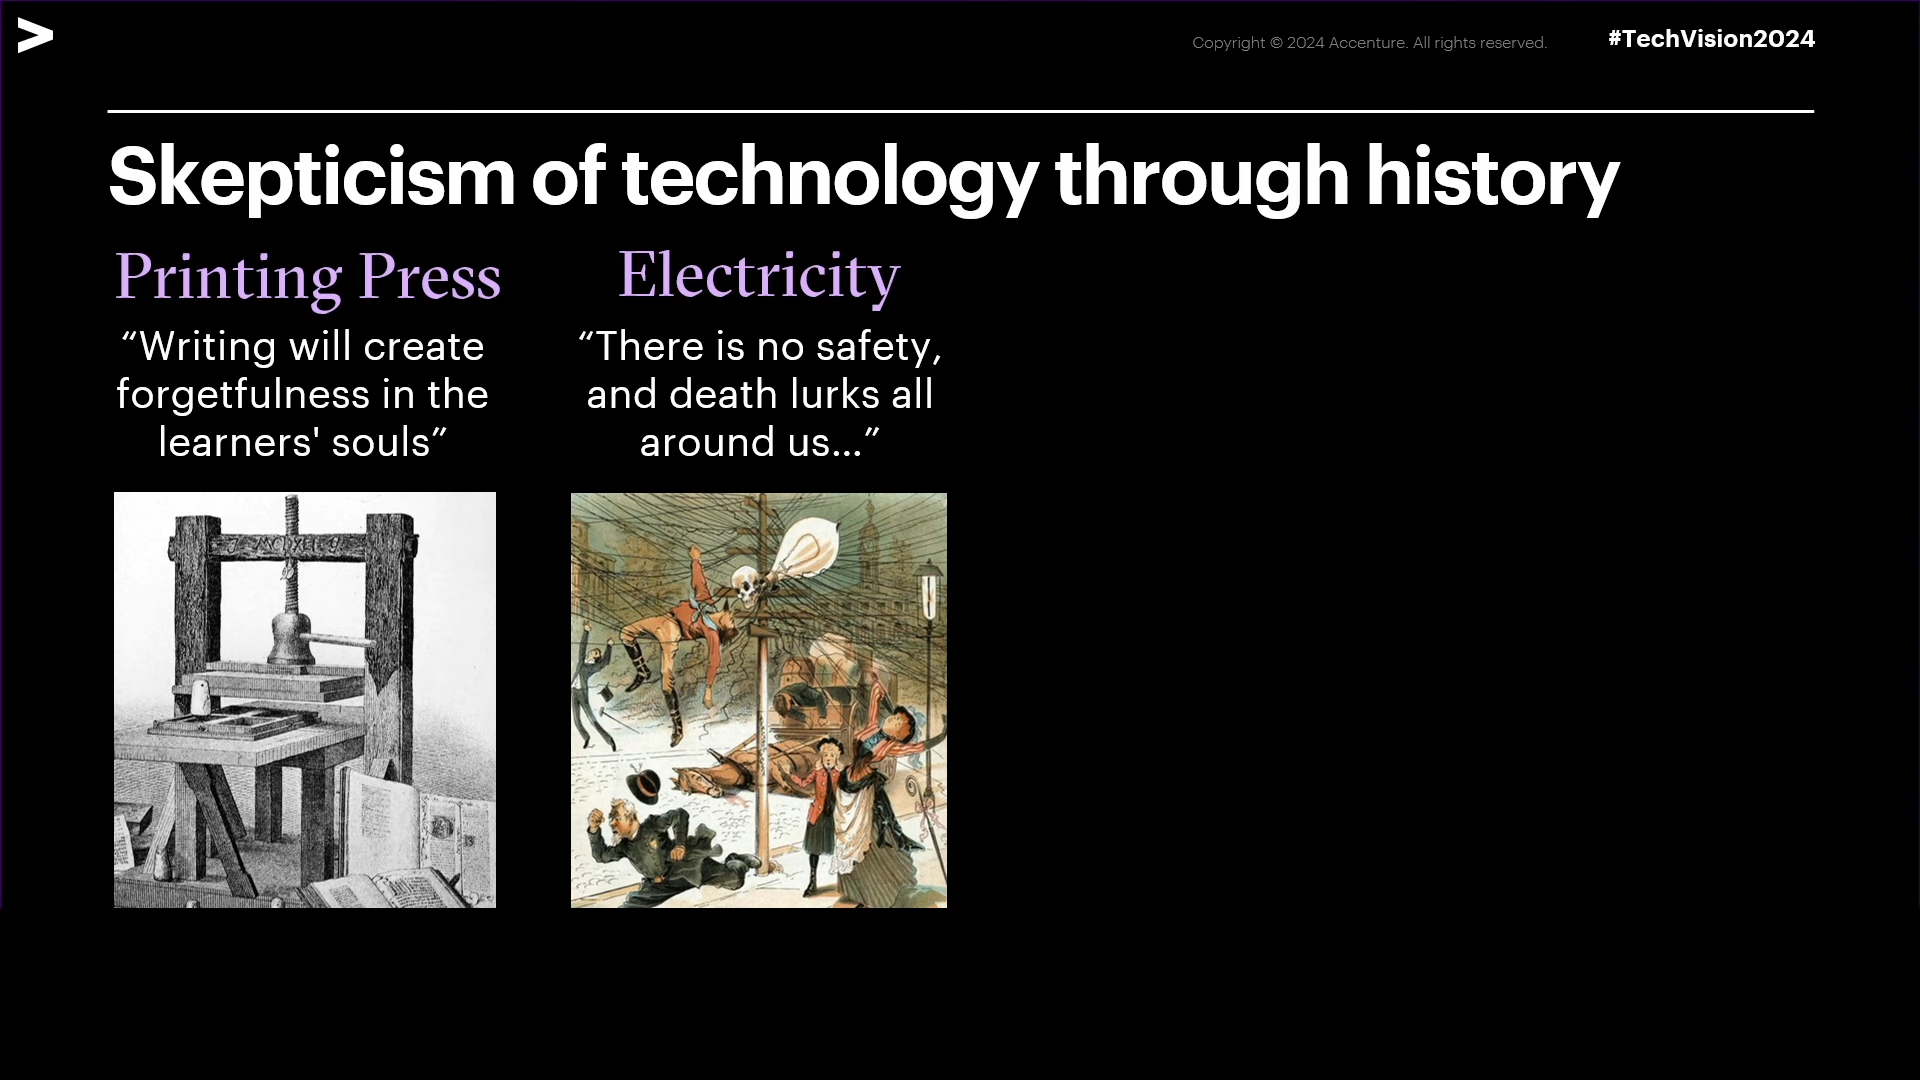 Copyright © 2024 Accenture. All rights reserved.
#TechVision2024
Skepticism of technology through history
Printing Press
“Writing will create
forgetfulness in the
learners' souls”
Electricity
“There is no safety,
and death lurks all
around us...”